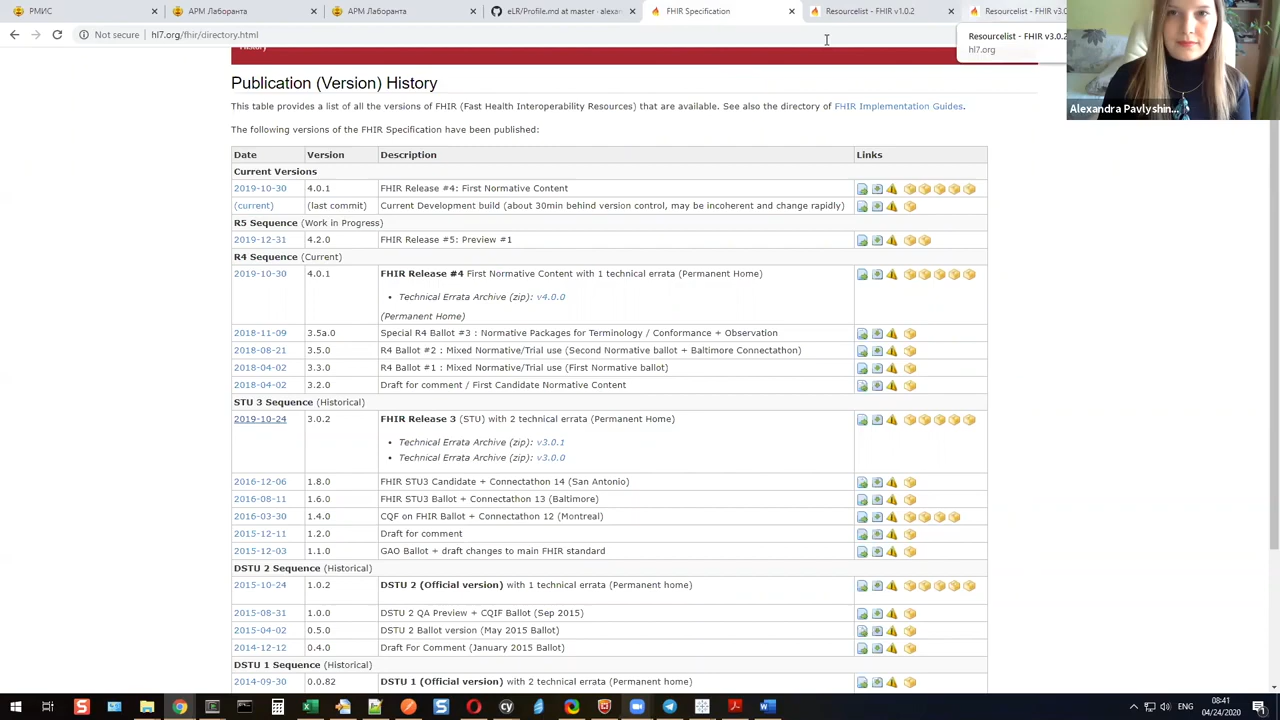 РМИС
АРМ Лаборанта
АРМ Лаборанта
eLR/Profile.md at master · alexan
FHIR Specification
Resourcelist - FHIR v1.0.2
Resourcelist - FHIR v3.0.2
Not secure
hl7.org/fhir/directory.html
Resourcelist - FHIR v3.0.2
hl7.org
Alexandra Pavlyshin...
History
Publication (Version) History
This table provides a list of all the versions of FHIR (Fast Health Interoperability Resources) that are available. See also the directory of FHIR Implementation Guides.
The following versions of the FHIR Specification have been published:
Date Version Description Links
Current Versions
2019-10-30 4.0.1 FHIR Release #4: First Normative Content
(current) (last commit) Current Development build (about 30min behind version control, may be incoherent and change rapidly)
R5 Sequence (Work in Progress)
2019-12-31 4.2.0 FHIR Release #5: Preview #1
R4 Sequence (Current)
2019-10-30 4.0.1 FHIR Release #4 First Normative Content with 1 technical errata (Permanent Home)
• Technical Errata Archive (zip): v4.0.0
(Permanent Home)
2018-11-09 3.5a.0 Special R4 Ballot #3 : Normative Packages for Terminology / Conformance + Observation
2018-08-21 3.5.0 R4 Ballot #2 : Mixed Normative/Trial use (Second Normative ballot + Baltimore Connectathon)
2018-04-02 3.3.0 R4 Ballot #1 : Mixed Normative/Trial use (First Normative ballot)
2018-04-02 3.2.0 Draft for comment / First Candidate Normative Content
STU 3 Sequence (Historical)
2019-10-24 3.0.2 FHIR Release 3 (STU) with 2 technical errata (Permanent Home)
• Technical Errata Archive (zip): v3.0.1
• Technical Errata Archive (zip): v3.0.0
2016-12-06 1.8.0 FHIR STU3 Candidate + Connectathon 14 (San Antonio)
2016-08-11 1.6.0 FHIR STU3 Ballot + Connectathon 13 (Baltimore)
2016-03-30 1.4.0 CQF on FHIR Ballot + Connectathon 12 (Montreal)
2015-12-11 1.2.0 Draft for comment
2015-12-03 1.1.0 GAO Ballot + draft changes to main FHIR standard
DSTU 2 Sequence (Historical)
2015-10-24 1.0.2 DSTU 2 (Official version) with 1 technical errata (Permanent home)
2015-08-31 1.0.0 DSTU 2 QA Preview + CQIF Ballot (Sep 2015)
2015-04-02 0.5.0 DSTU 2 Ballot version (May 2015 Ballot)
2014-12-12 0.4.0 Draft For Comment (January 2015 Ballot)
DSTU 1 Sequence (Historical)
2014-09-30 0.0.82 DSTU 1 (Official version) with 2 technical errata (Permanent home)
ENG
08:41
04/24/2020